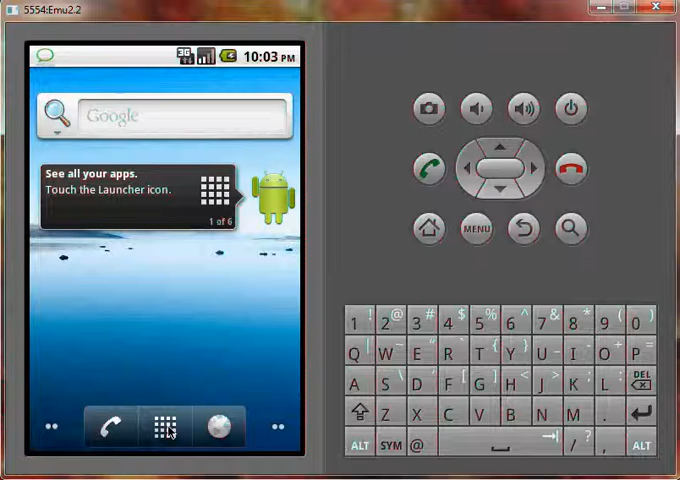 5554:Emu2.2
3G
10:03 PM
Google
See all your apps.
Touch the Launcher icon.
1 of 6
MENU
1 ! 2 @ 3 # 4 $ 5 % 6 ^ 7 & 8 * 9 ( 0 )
Q | W ~ E " R ` T { Y } U _ I - O + P =
A S \ D ' F [ G ] H < J > K ; L : DEL
Z X C V B N M .
ALT SYM @ / ? , ALT